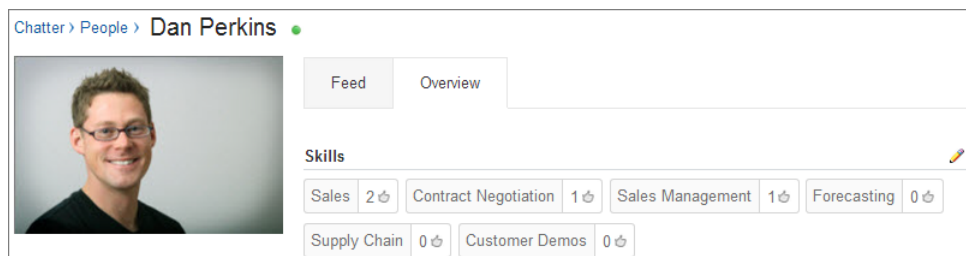 Chatter › People › Dan Perkins
Feed Overview
Skills
Sales 2 Contract Negotiation 1 Sales Management 1 Forecasting 0
Supply Chain 0 Customer Demos 0